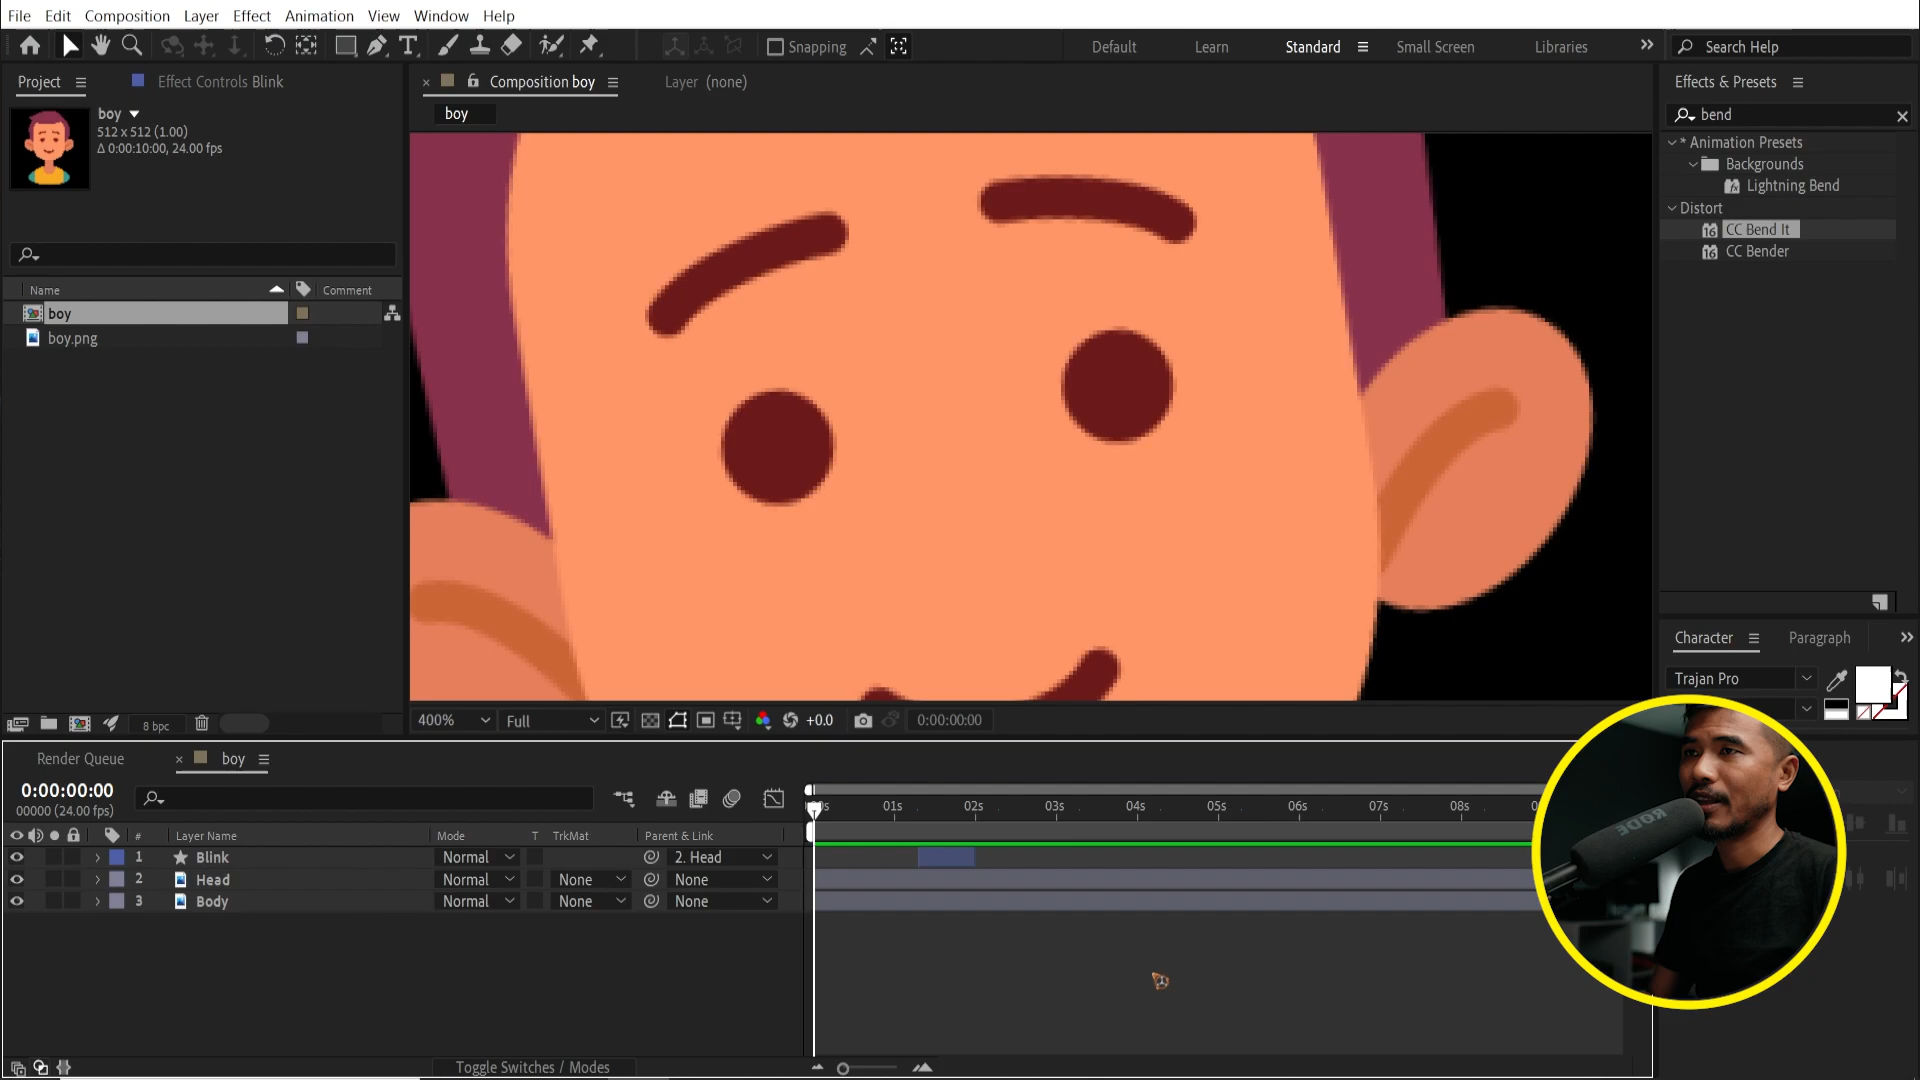 File Edit Composition Layer Effect Animation View Window Help
Snapping Default Learn Standard Small Screen Libraries Search Help
Project Effect Controls Blink Composition boy Layer (none) Effects & Presets
boy
512 x 512 (1.00)
Δ 0:00:10:00, 24.00 fps
boy
bend
* Animation Presets
Backgrounds
Lightning Bend
Distort
CC Bend It
CC Bender
Name Comment
boy
boy.png
Character Paragraph
Trajan Pro
8 bpc
400% Full +0.0 0:00:00:00
Render Queue boy
0:00:00:00
00000 (24.00 fps)
01s 02s 03s 04s 05s 06s 07s 08s
# Layer Name Mode T TrkMat Parent & Link
1 Blink Normal 2. Head
2 Head Normal None None
3 Body Normal None None
Toggle Switches / Modes
RODE